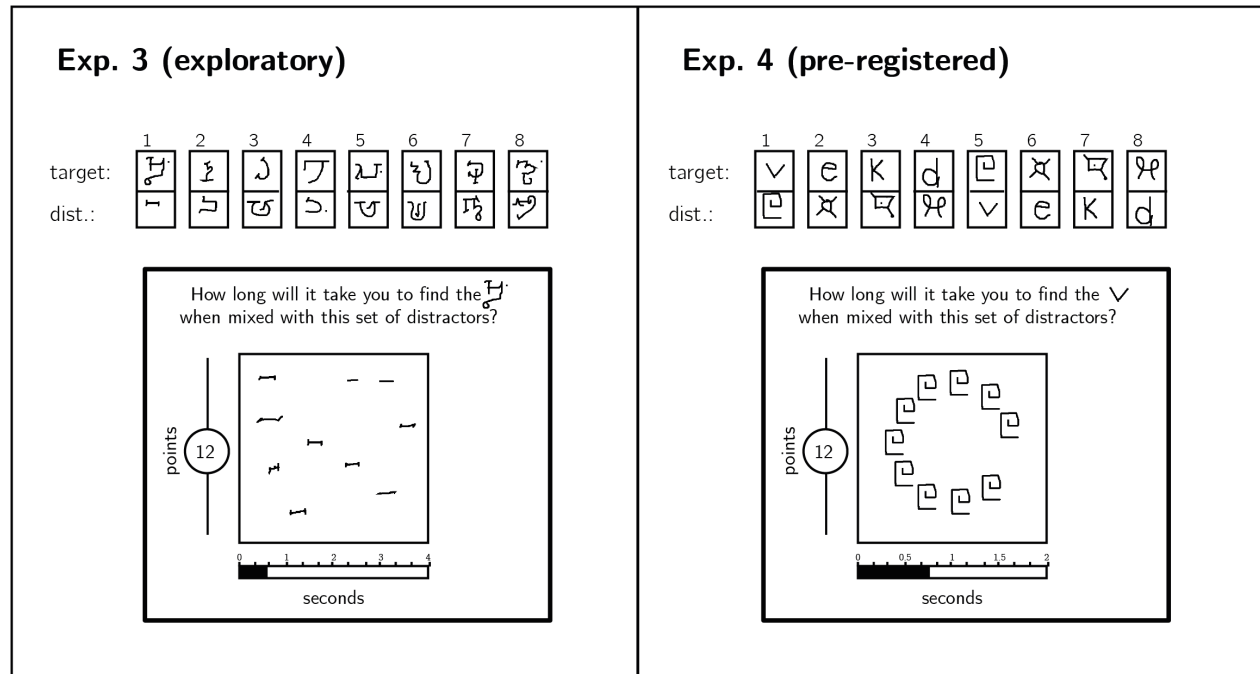 Exp. 3 (exploratory)
1 2 3 4 5 6 7 8
target:
dist.:
How long will it take you to find the
when mixed with this set of distractors?
points
12
0 1 2 3 4
seconds
Exp. 4 (pre-registered)
1 2 3 4 5 6 7 8
target: v e k d
dist.: v e k d
How long will it take you to find the v
when mixed with this set of distractors?
points
12
0 0.5 1 1.5 2
seconds